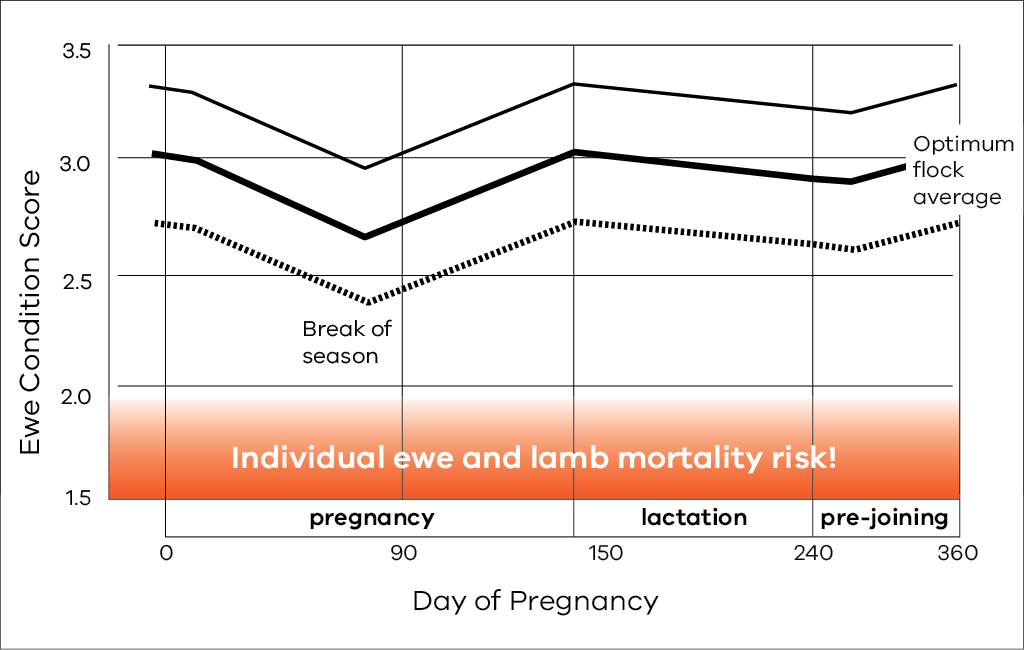 3.5
3.0
2.5
2.0
1.5
Ewe Condition Score
Optimum
flock
average
Break of
season
Individual ewe and lamb mortality risk!
pregnancy
lactation
pre-joining
0
90
150
240
360
Day of Pregnancy